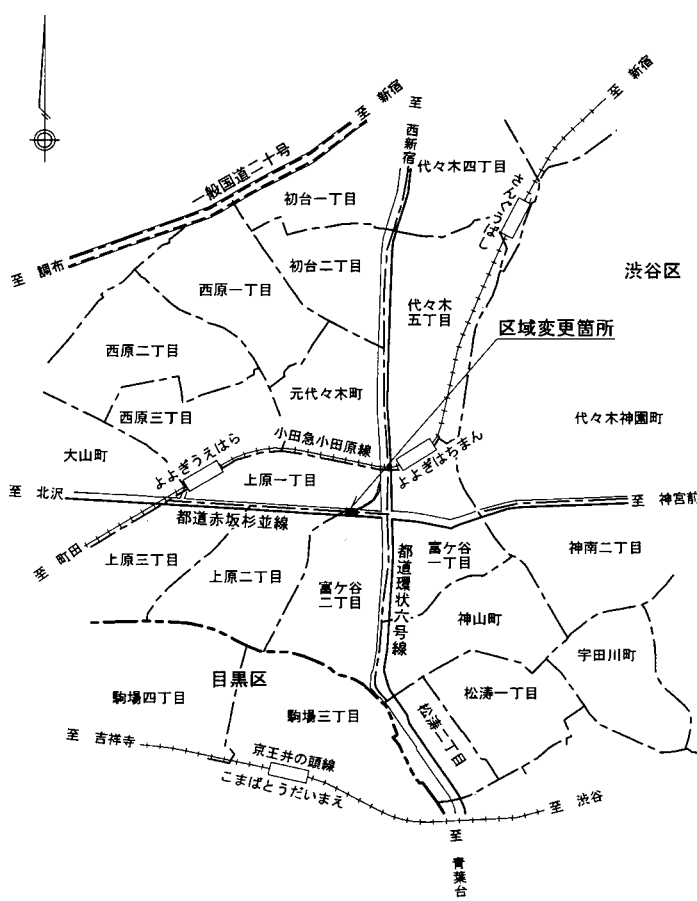 至 新宿
至 新宿
至 西新宿
代々木四丁目
一般国道二十号
初台一丁目
さんぐうばし
至 調布
初台二丁目
渋谷区
西原一丁目
代々木
五丁目
区域変更箇所
西原二丁目
元代々木町
西原三丁目
代々木神園町
小田急小田原線
大山町
よよぎうえはら
よよぎはちまん
上原一丁目
至 北沢
至 神宮前
都道赤坂杉並線
至 町田
上原三丁目
上原二丁目
富ケ谷
二丁目
都道環状六号線
富ケ谷
一丁目
神南二丁目
神山町
宇田川町
目黒区
駒場四丁目
駒場三丁目
松涛一丁目
松涛二丁目
至 吉祥寺
京王井の頭線
こまばとうだいまえ
至 渋谷
至 青葉台